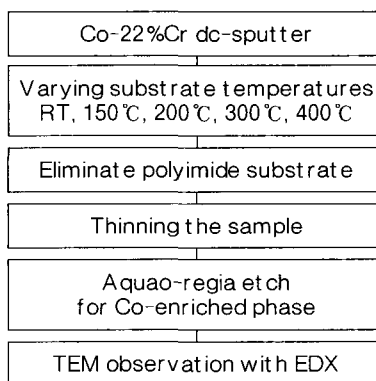 Co-22%Cr dc-sputter
Varying substrate temperatures
RT, 150℃, 200℃, 300℃, 400℃
Eliminate polyimide substrate
Thinning the sample
Aquao-regia etch
for Co-enriched phase
TEM observation with EDX